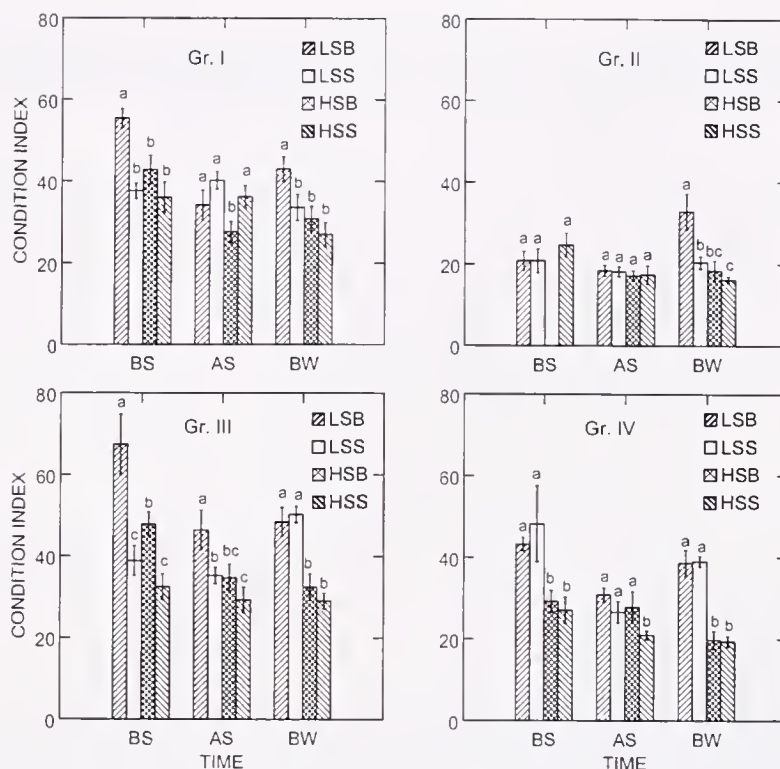 80
60
40
20
0
CONDITION INDEX
Gr. I
LSB
LSS
HSB
HSS
a
b
b
b
a
a
b
a
a
b
b
b
BS AS BW
80
60
40
20
0
Gr. II
LSB
LSS
HSB
HSS
a a a
a a a a
a
b
bc
c
BS AS BW
80
60
40
20
0
CONDITION INDEX
Gr. III
LSB
LSS
HSB
HSS
a
c
b
c
a
b
bc
c
a a
b
b
BS AS BW
TIME
80
60
40
20
0
Gr. IV
LSB
LSS
HSB
HSS
a
a
b
b
a
a
a
b
a a
b b
BS AS BW
TIME